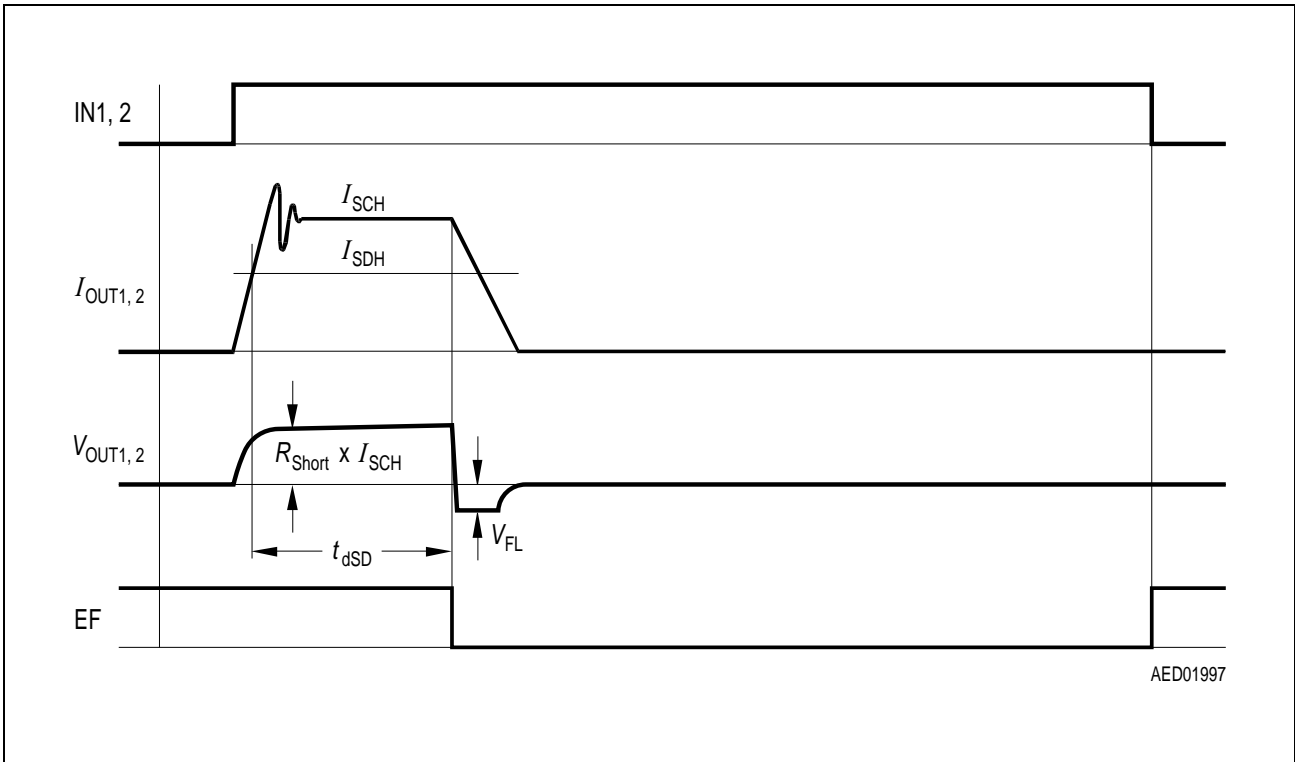 IN1, 2
I_SCH
I_SDH
I_OUT1, 2
V_OUT1, 2
R_Short x I_SCH
V_FL
t_dSD
EF
AED01997